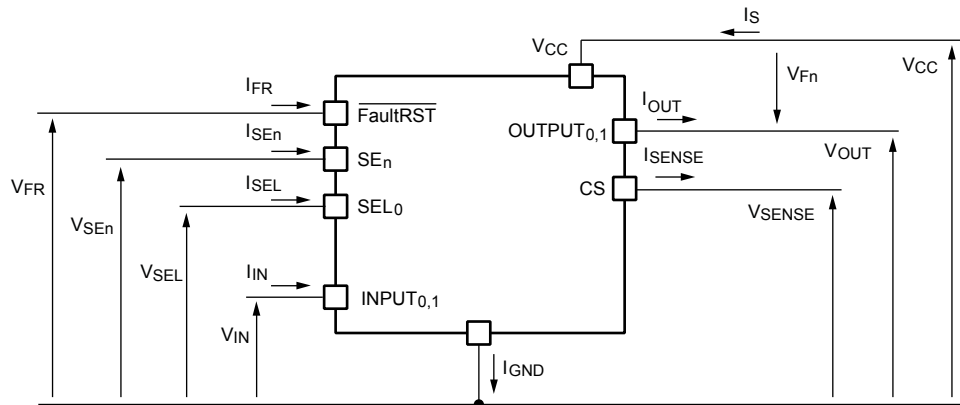 IS
VCC
VCC
VFn
IFR
FaultRST
IOUT
OUTPUT0,1
ISEn
SEn
VOUT
ISENSE
VFR
ISEL
CS
SEL0
VSENSE
VSEn
VSEL
IIN
INPUT0,1
VIN
IGND